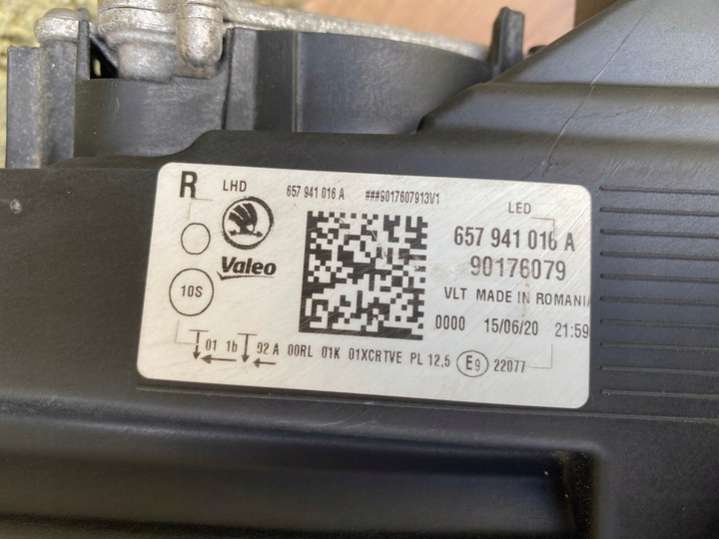 R LHD 657 941 016 A ###9017607913V1
LED
657 941 016 A
Valeo
90176079
10S
VLT MADE IN ROMANIA
0000 15/06/20 21:59
01 1b 92 A 00RL 01K 01XCRTVE PL 12,5 E9 22077